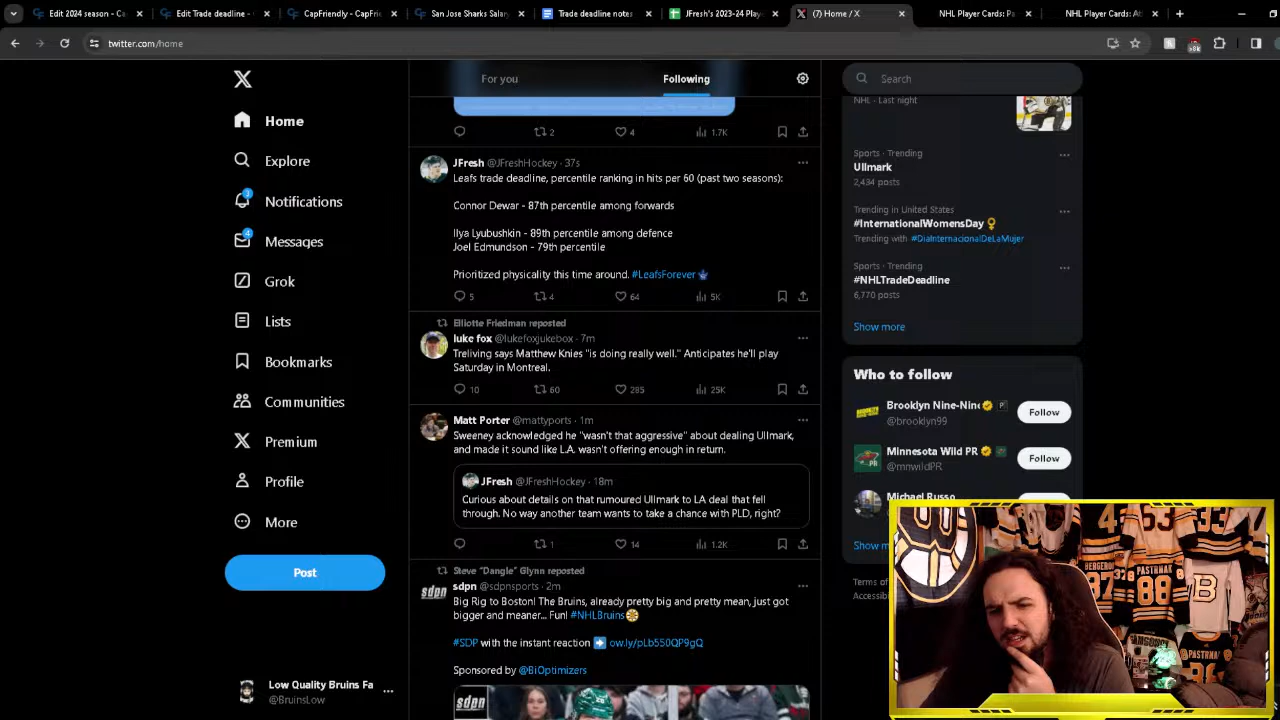 Edit 2024 season - C
Edit Trade deadline -
CapFriendly - CapFri
San Jose Sharks Salary
Trade deadline notes
JFresh's 2023-24 Play
(7) Home / X
NHL Player Cards: Pa
NHL Player Cards: At
twitter.com/home
Home
Explore
Notifications
Messages
Grok
Lists
Bookmarks
Communities
Premium
Profile
More
Post
Low Quality Bruins Fa
@BruinsLow
For you
Following
2
4
1.7K
JFresh @JFreshHockey · 37s
Leafs trade deadline, percentile ranking in hits per 60 (past two seasons):
Connor Dewar - 87th percentile among forwards
Ilya Lyubushkin - 89th percentile among defence
Joel Edmundson - 79th percentile
Prioritized physicality this time around. #LeafsForever
5
4
64
5K
Elliotte Friedman reposted
luke fox @lukefoxjukebox · 7m
Treliving says Matthew Knies "is doing really well." Anticipates he'll play
Saturday in Montreal.
10
60
285
25K
Matt Porter @mattyports · 1m
Sweeney acknowledged he "wasn't that aggressive" about dealing Ullmark,
and made it sound like L.A. wasn't offering enough in return.
JFresh @JFreshHockey · 18m
Curious about details on that rumoured Ullmark to LA deal that fell
through. No way another team wants to take a chance with PLD, right?
1
14
1.2K
Steve "Dangle" Glynn reposted
sdpn @sdpnsports · 2m
Big Rig to Boston! The Bruins, already pretty big and pretty mean, just got
bigger and meaner... Fun! #NHLBruins
#SDP with the instant reaction ➡ ow.ly/pLb550QP9gQ
Sponsored by @BiOptimizers
sdpn
Search
NHL · Last night
Sports · Trending
Ullmark
2,434 posts
Trending in United States
#InternationalWomensDay
Trending with #DiaInternacionalDeLaMujer
Sports · Trending
#NHLTradeDeadline
6,770 posts
Show more
Who to follow
Brooklyn Nine-Nine
@brooklyn99
Follow
Minnesota Wild PR
@mnwildPR
Follow
Michael Russo
Show m
Terms of
Accessib
BERGERON
37
PASTRNAK
88
33
B